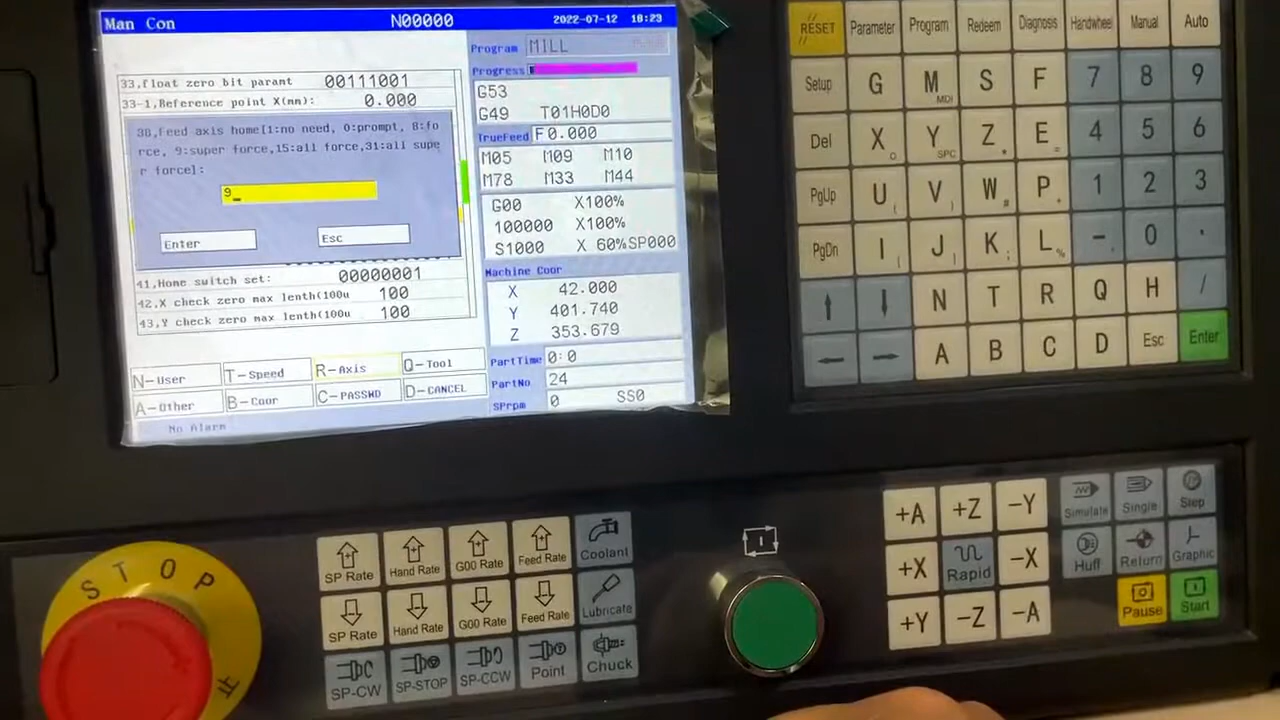 Man Con N00000 2022-07-12 18:23
33,float zero bit paramt 00111001
33-1,Reference point X(mm): 0.000
38,Feed axis home[1:no need, 0:prompt, 8:fo
rce, 9:super force,15:all force,31:all supe
r force]:
9_
Enter Esc
41,Home switch set: 00000001
42,X check zero max lenth(100u 100
43,Y check zero max lenth(100u 100
N-User T-Speed R-Axis Q-Tool
A-Other B-Coor C-PASSWD D-CANCEL
No Alarm
Program MILL
Progress
G53
G49 T01H0D0
TrueFeed F0.000
M05 M09 M10
M78 M33 M44
G00 X100%
100000 X100%
S1000 X 60%SP000
Machine Coor
X 42.000
Y 401.740
Z 353.679
PartTime 0:0
PartNo 24
SPrpm 0 SS0
RESET Parameter Program Redeem Diagnosis Handwheel Manual Auto
Setup G M MDI S F 7 8 9
Del X Y SPC Z E = 4 5 6
PgUp U V W # P 1 2 3
PgDn I J K ; L % - 0 .
↑ ↓ N T R Q H /
← → A B C D Esc Enter
STOP
止
SP Rate Hand Rate G00 Rate Feed Rate Coolant
SP Rate Hand Rate G00 Rate Feed Rate Lubricate
SP-CW SP-STOP SP-CCW Point Chuck
+A +Z -Y Simulate Single Step
+X Rapid -X Huff Return Graphic
+Y -Z -A Pause Start